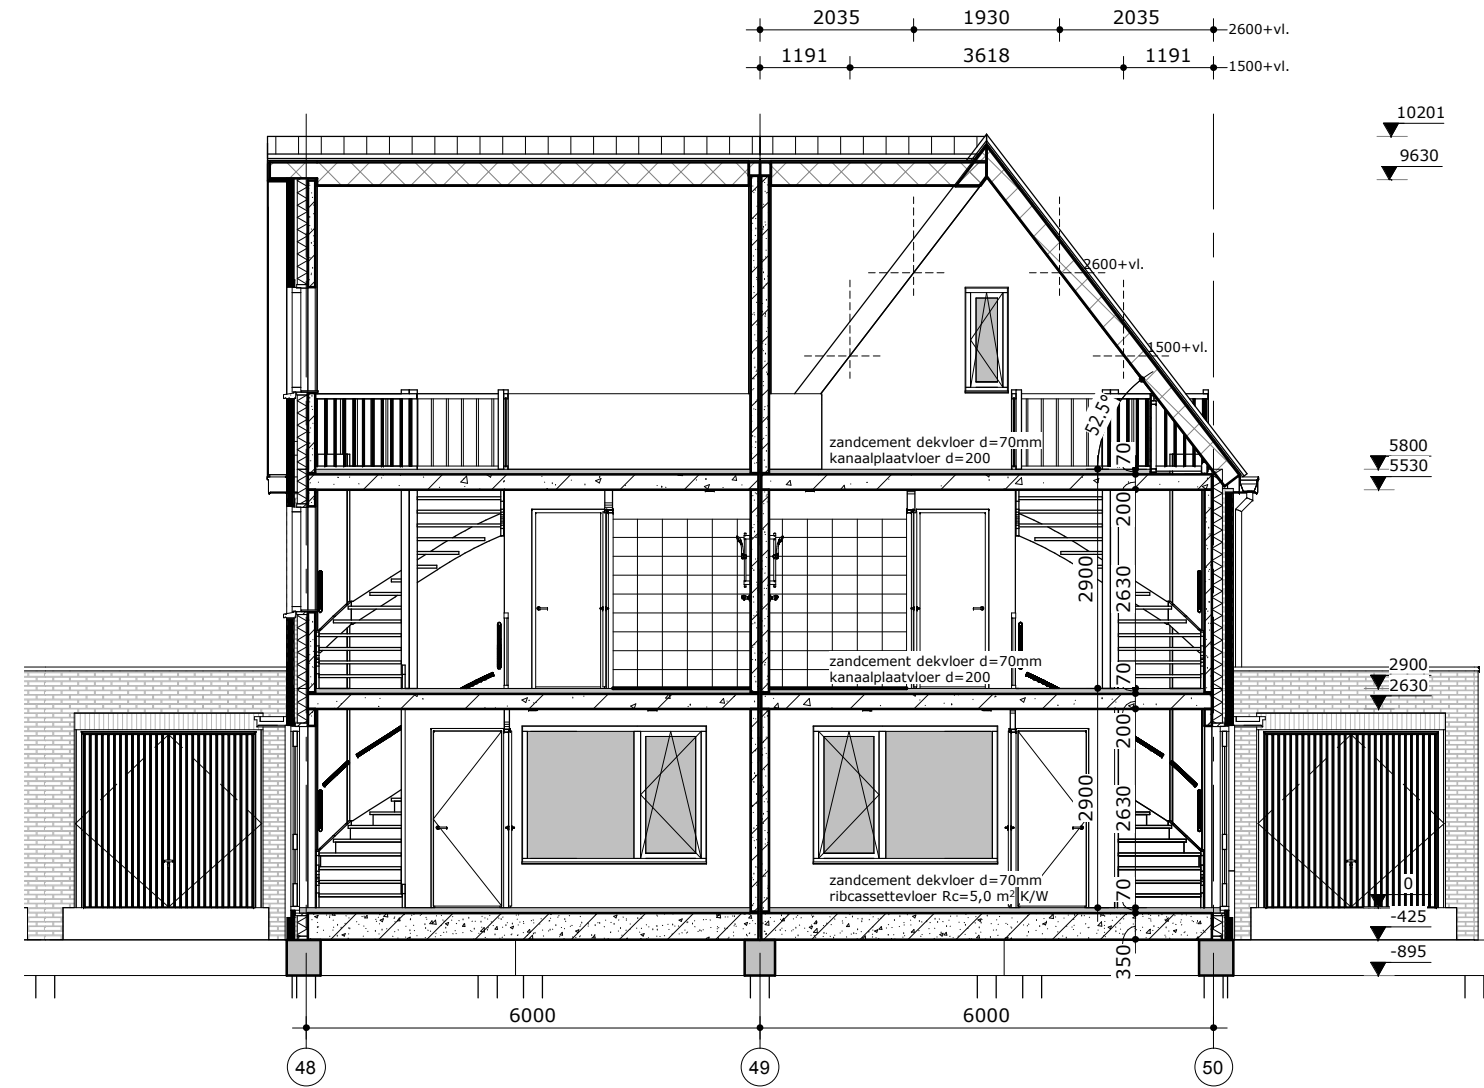 2035 1930 2035 2600+vl.
1191 3618 1191 1500+vl.
10201
9630
2600+vl.
1500+vl.
52.5°
zandcement dekvloer d=70mm
kanaalplaatvloer d=200
70
5800
5530
200
2900
2630
zandcement dekvloer d=70mm
kanaalplaatvloer d=200
70
2900
2630
200
2900
2630
zandcement dekvloer d=70mm
ribcassettevloer Rc=5,0 m² K/W
70
0
-425
350
-895
6000 6000
48 49 50